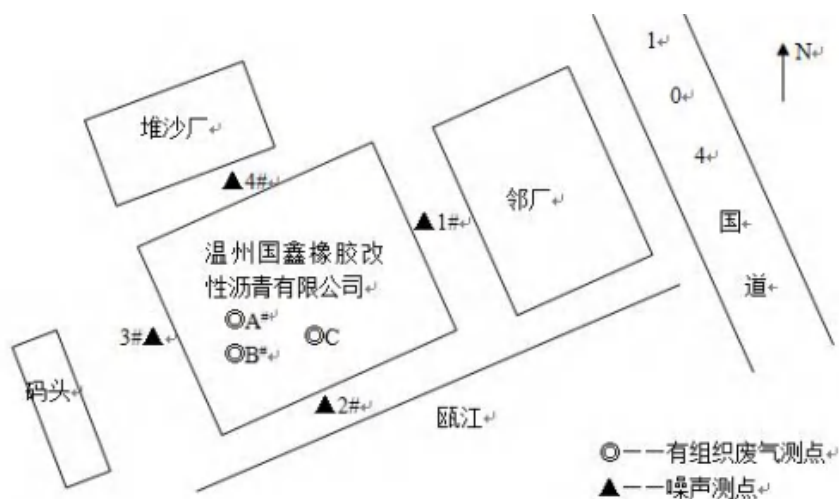 1
0
4
国
道
N
堆沙厂
▲4#
▲1#
邻厂
温州国鑫橡胶改
性沥青有限公司
◎A#
◎B#
◎C
3#▲
码头
▲2#
瓯江
◎——有组织废气测点
▲——噪声测点